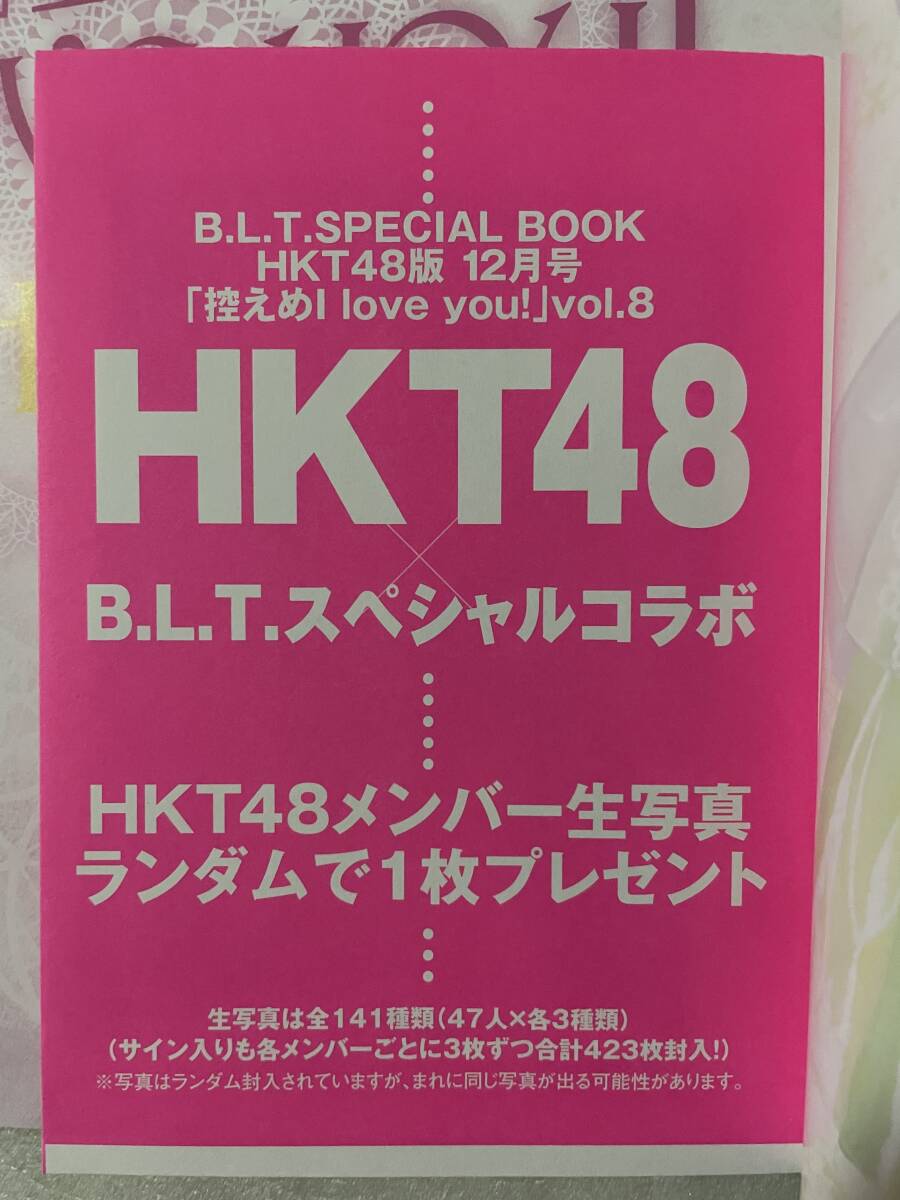 B.L.T.SPECIAL BOOK
HKT48版 12月号
「控えめI love you!」vol.8
HKT48
×
B.L.T.スペシャルコラボ
HKT48メンバー生写真
ランダムで1枚プレゼント
生写真は全141種類(47人×各3種類)
(サイン入りも各メンバーごとに3枚ずつ合計423枚封入!)
※写真はランダム封入されていますが、まれに同じ写真が出る可能性があります。